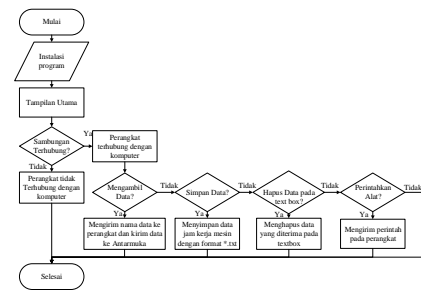 Mulai
Instalasi
program
Tampilan Utama
Sambungan
Terhubung?
Ya
Perangkat
terhubung dengan
komputer
Tidak
Perangkat tidak
Terhubung dengan
komputer
Mengambil
Data?
Tidak
Simpan Data?
Tidak
Hapus Data pada
text box?
Tidak
Perintahkan
Alat?
Tidak
Ya
Ya
Ya
Ya
Mengirim nama data ke
perangkat dan kirim data
ke Antarmuka
Menyimpan data
jam kerja mesin
dengan format *.txt
Menghapus data
yang diterima pada
textbox
Mengirim perintah
pada perangkat
Selesai